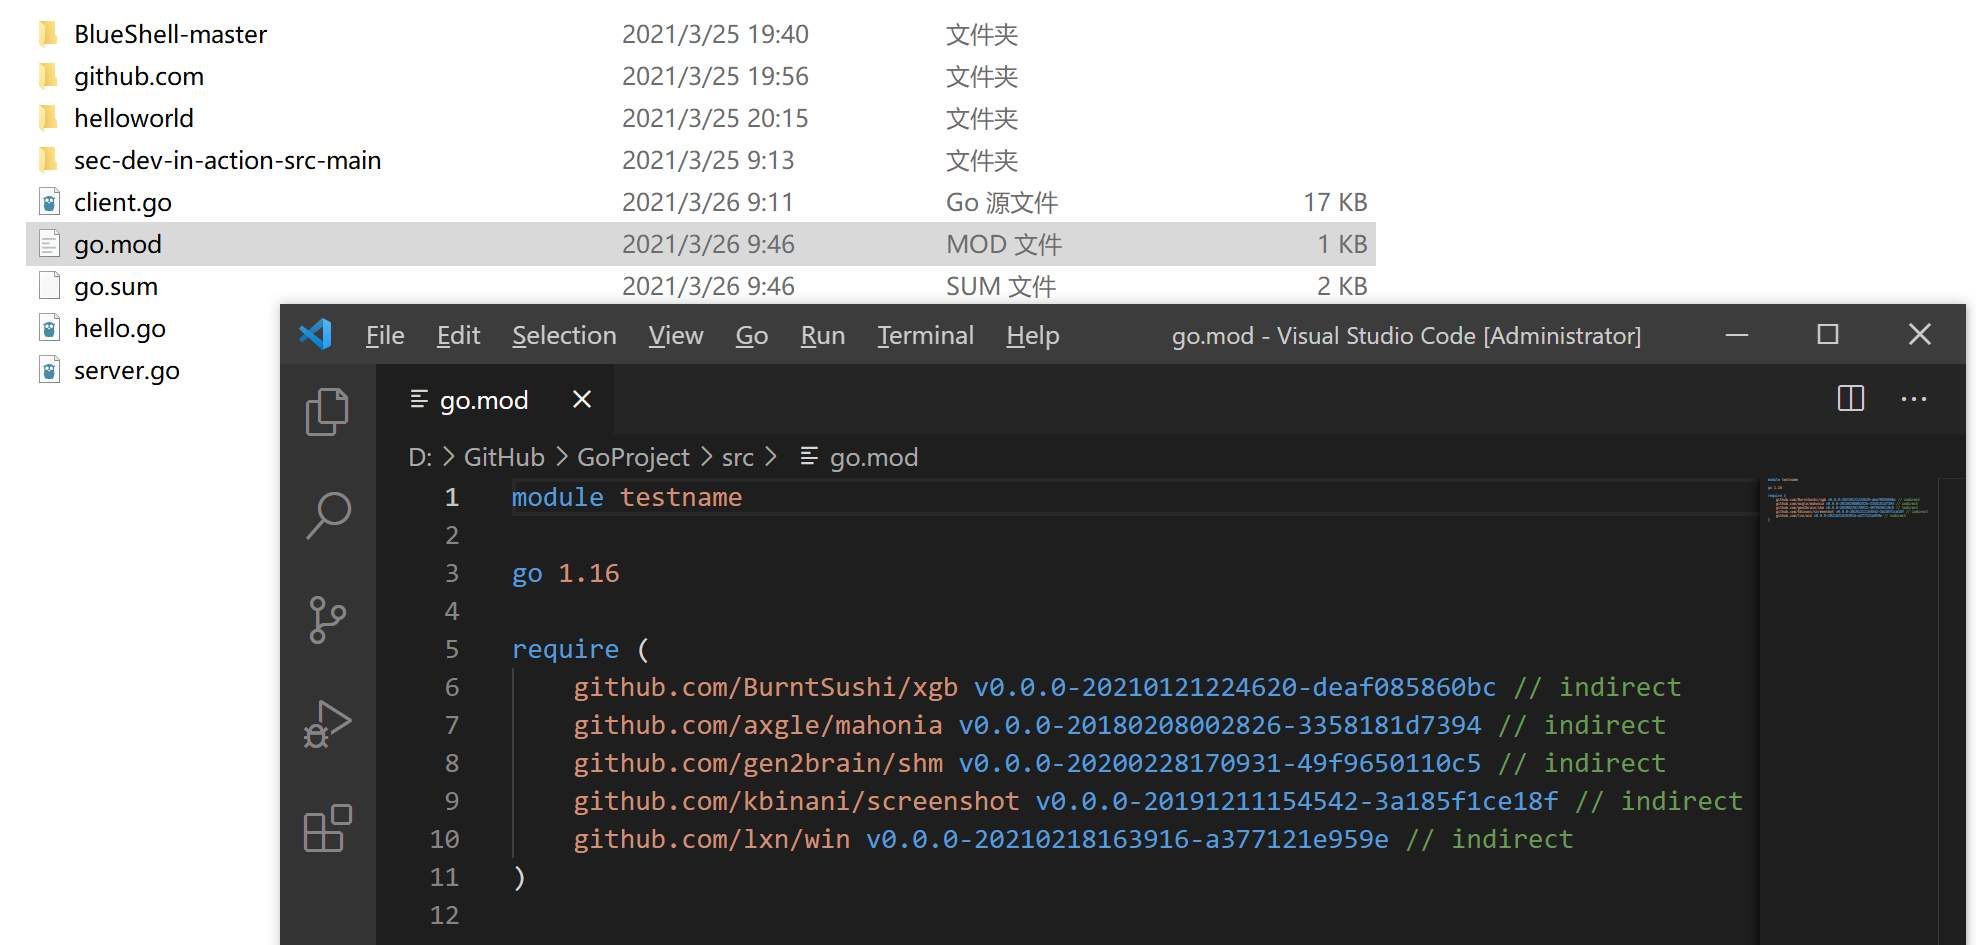 BlueShell-master 2021/3/25 19:40 文件夹
github.com 2021/3/25 19:56 文件夹
helloworld 2021/3/25 20:15 文件夹
sec-dev-in-action-src-main 2021/3/25 9:13 文件夹
client.go 2021/3/26 9:11 Go 源文件 17 KB
go.mod 2021/3/26 9:46 MOD 文件 1 KB
go.sum 2021/3/26 9:46 SUM 文件 2 KB
hello.go
server.go
File Edit Selection View Go Run Terminal Help go.mod - Visual Studio Code [Administrator]
go.mod
D: > GitHub > GoProject > src > go.mod
1 module testname
2
3 go 1.16
4
5 require (
6 github.com/BurntSushi/xgb v0.0.0-20210121224620-deaf085860bc // indirect
7 github.com/axgle/mahonia v0.0.0-20180208002826-3358181d7394 // indirect
8 github.com/gen2brain/shm v0.0.0-20200228170931-49f9650110c5 // indirect
9 github.com/kbinani/screenshot v0.0.0-20191211154542-3a185f1ce18f // indirect
10 github.com/lxn/win v0.0.0-20210218163916-a377121e959e // indirect
11 )
12